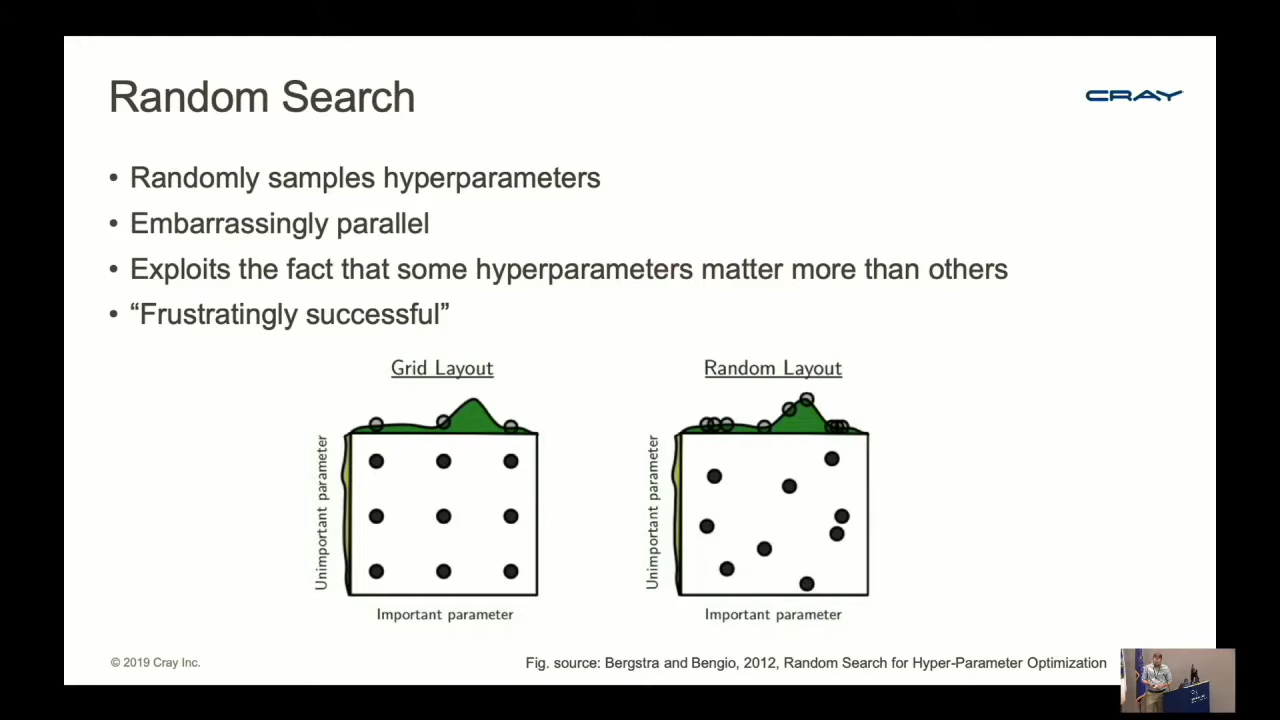 Random Search
CRAY
• Randomly samples hyperparameters
• Embarrassingly parallel
• Exploits the fact that some hyperparameters matter more than others
• “Frustratingly successful”
Grid Layout
Unimportant parameter
Important parameter
Random Layout
Unimportant parameter
Important parameter
© 2019 Cray Inc.
Fig. source: Bergstra and Bengio, 2012, Random Search for Hyper-Parameter Optimization